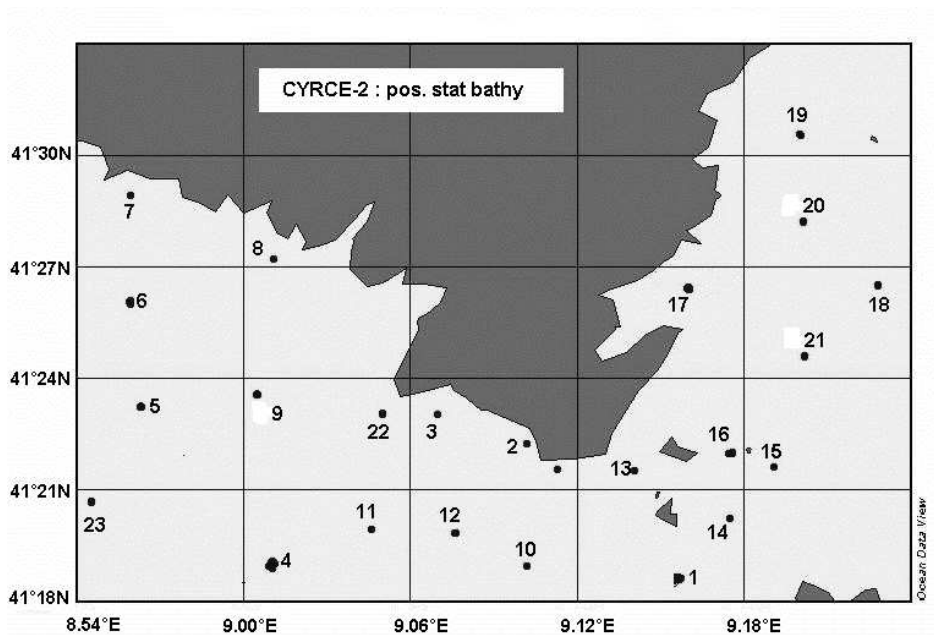 CYRCE-2 : pos. stat bathy
19
41°30N
7
20
8
41°27N
6
17
18
21
41°24N
5
9
22
3
2
16
15
13
41°21N
23
11
12
14
10
4
1
41°18N
8.54°E
9.00°E
9.06°E
9.12°E
9.18°E
Ocean Data View